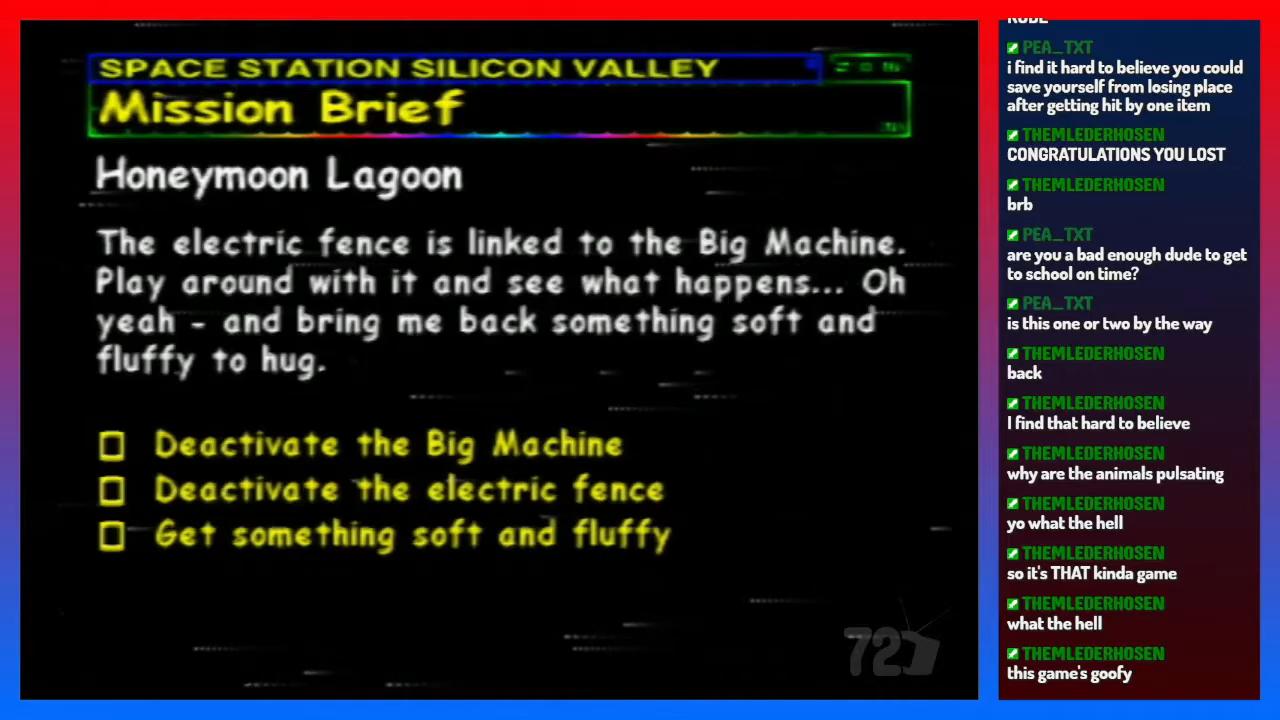 SPACE STATION SILICON VALLEY
Mission Brief
Honeymoon Lagoon
The electric fence is linked to the Big Machine.
Play around with it and see what happens... Oh
yeah - and bring me back something soft and
fluffy to hug.
Deactivate the Big Machine
Deactivate the electric fence
Get something soft and fluffy
72
PEA_TXT
i find it hard to believe you could
save yourself from losing place
after getting hit by one item
THEMLEDERHOSEN
CONGRATULATIONS YOU LOST
THEMLEDERHOSEN
brb
PEA_TXT
are you a bad enough dude to get
to school on time?
PEA_TXT
is this one or two by the way
THEMLEDERHOSEN
back
THEMLEDERHOSEN
I find that hard to believe
THEMLEDERHOSEN
why are the animals pulsating
THEMLEDERHOSEN
yo what the hell
THEMLEDERHOSEN
so it's THAT kinda game
THEMLEDERHOSEN
what the hell
THEMLEDERHOSEN
this game's goofy